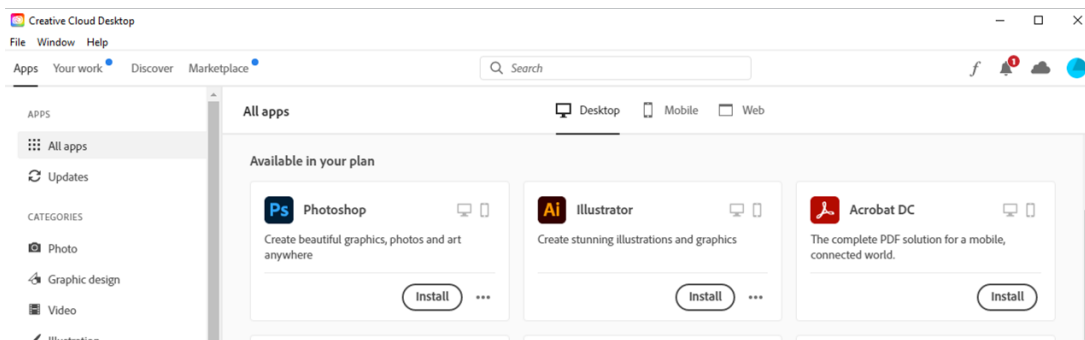 Creative Cloud Desktop
File Window Help
Apps Your work Discover Marketplace Search f 1
APPS
All apps
Updates
CATEGORIES
Photo
Graphic design
Video
Illustration
All apps Desktop Mobile Web
Available in your plan
Ps Photoshop
Create beautiful graphics, photos and art
anywhere
Install
Ai Illustrator
Create stunning illustrations and graphics
Install
Acrobat DC
The complete PDF solution for a mobile,
connected world.
Install